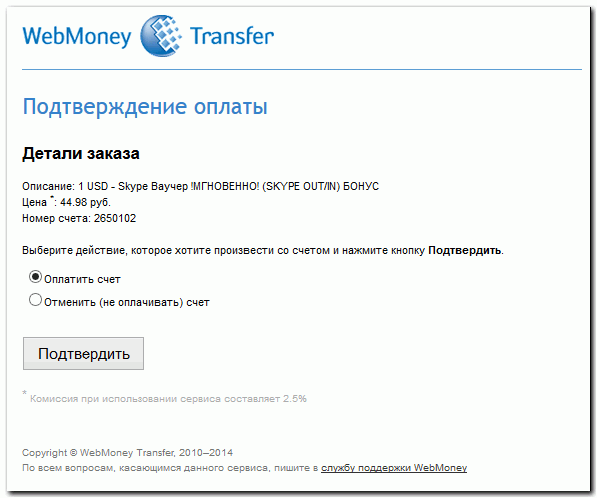 WebMoney Transfer
Подтверждение оплаты
Детали заказа
Описание: 1 USD - Skype Ваучер !МГНОВЕННО! (SKYPE OUT/IN) БОНУС
Цена *: 44.98 руб.
Номер счета: 2650102
Выберите действие, которое хотите произвести со счетом и нажмите кнопку Подтвердить.
Оплатить счет
Отменить (не оплачивать) счет
Подтвердить
* Комиссия при использовании сервиса составляет 2.5%
Copyright © WebMoney Transfer, 2010–2014
По всем вопросам, касающимся данного сервиса, пишите в службу поддержки WebMoney